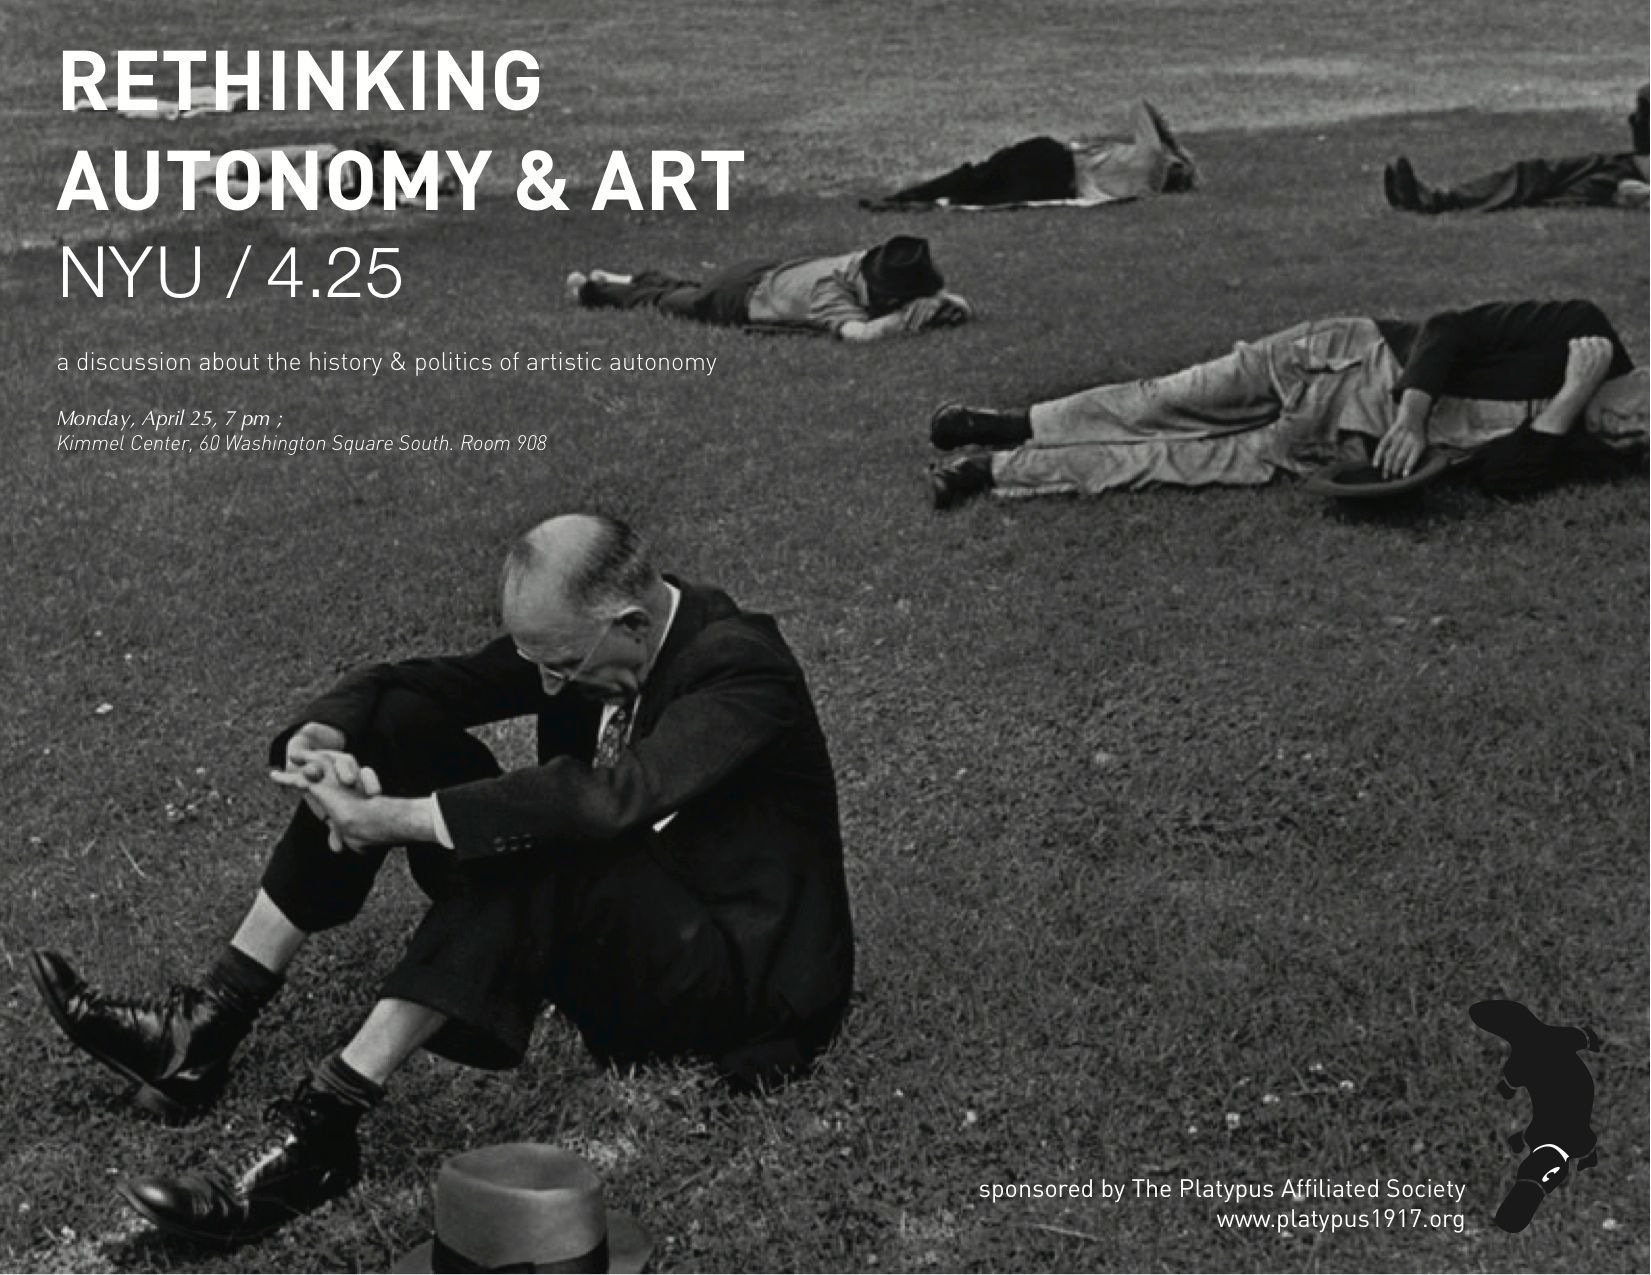 RETHINKING
AUTONOMY & ART
NYU / 4.25
a discussion about the history & politics of artistic autonomy
Monday, April 25, 7 pm ;
Kimmel Center, 60 Washington Square South. Room 908
sponsored by The Platypus Affiliated Society
www.platypus1917.org